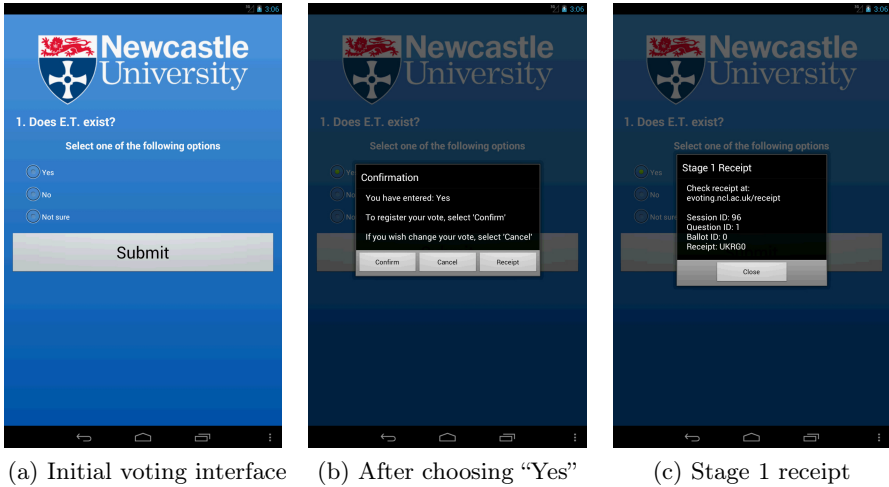 3:06
Newcastle
University
1. Does E.T. exist?
Select one of the following options
Yes
No
Not sure
Submit
(a) Initial voting interface
3:06
Newcastle
University
1. Does E.T. exist?
Select one of the following options
Confirmation
You have entered: Yes
To register your vote, select 'Confirm'
If you wish change your vote, select 'Cancel'
Confirm Cancel Receipt
(b) After choosing “Yes”
3:06
Newcastle
University
1. Does E.T. exist?
Select one of the following options
Yes
No
Not sure
Stage 1 Receipt
Check receipt at:
evoting.ncl.ac.uk/receipt
Session ID: 96
Question ID: 1
Ballot ID: 0
Receipt: UKRG0
Close
(c) Stage 1 receipt